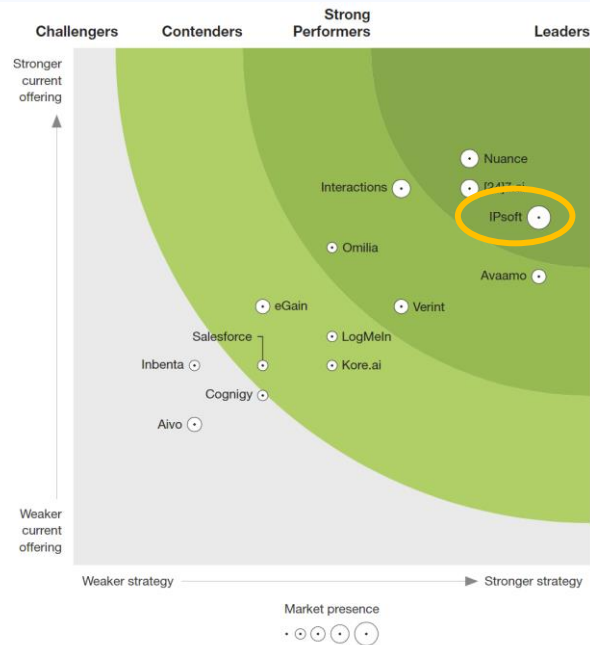 Challengers
Contenders
Strong
Performers
Leaders
Stronger
current
offering
Nuance
Interactions
IPsoft
Omilia
Avaamo
eGain
Verint
Salesforce
LogMeIn
Inbenta
Kore.ai
Cognigy
Aivo
Weaker
current
offering
Weaker strategy
Stronger strategy
Market presence